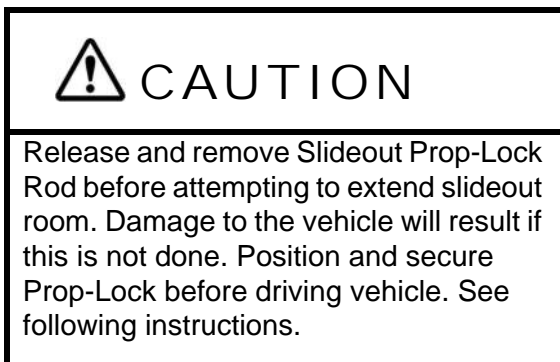 CAUTION
Release and remove Slideout Prop-Lock
Rod before attempting to extend slideout
room. Damage to the vehicle will result if
this is not done. Position and secure
Prop-Lock before driving vehicle. See
following instructions.